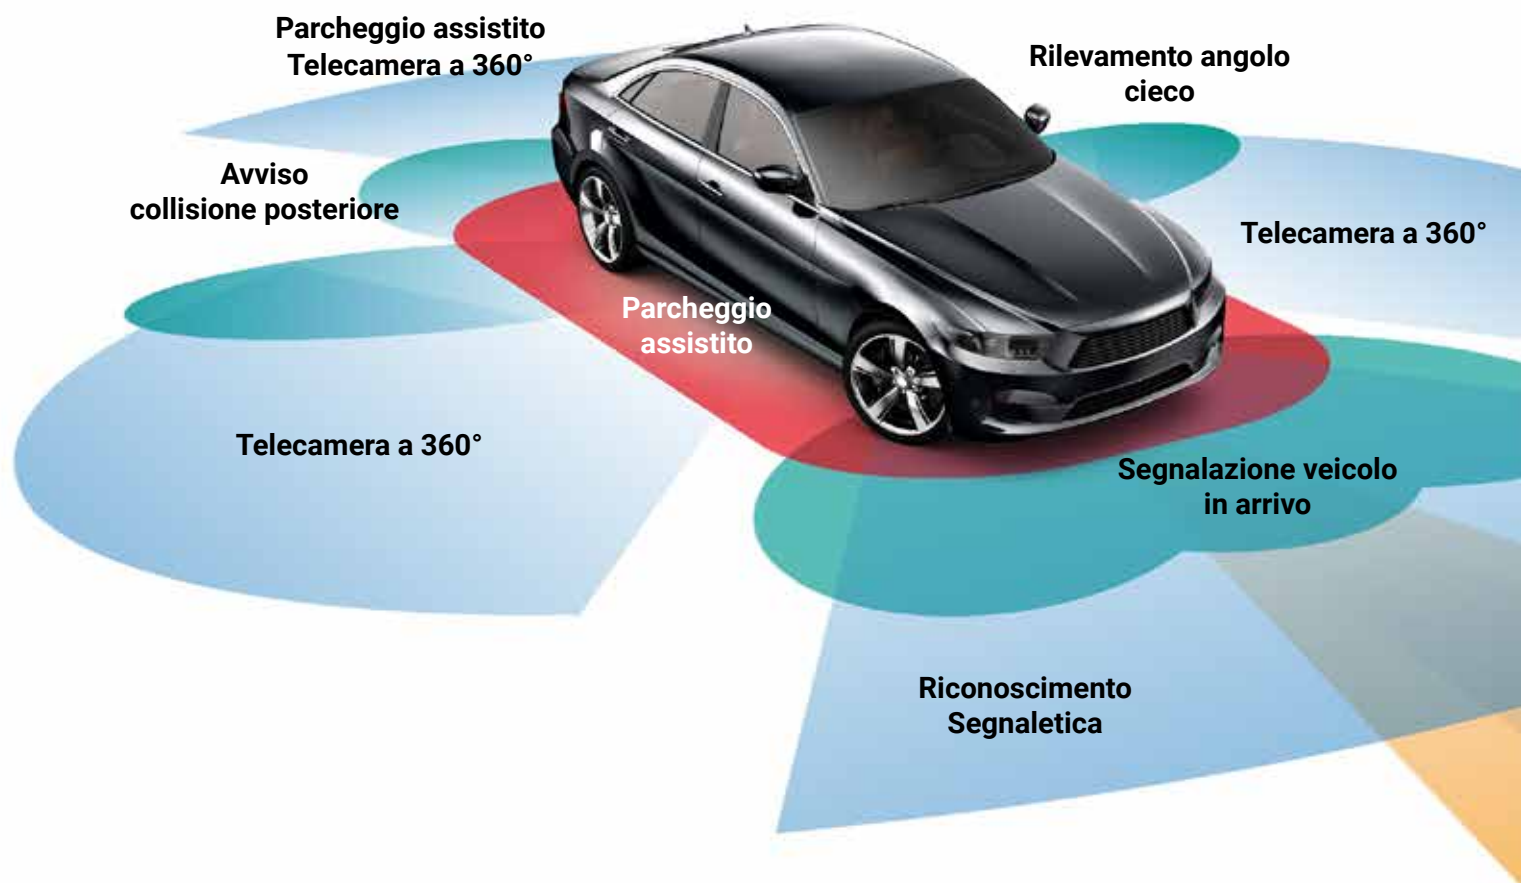 Parcheggio assistito
Telecamera a 360°
Rilevamento angolo
cieco
Avviso
collisione posteriore
Telecamera a 360°
Parcheggio
assistito
Telecamera a 360°
Segnalazione veicolo
in arrivo
Riconoscimento
Segnaletica